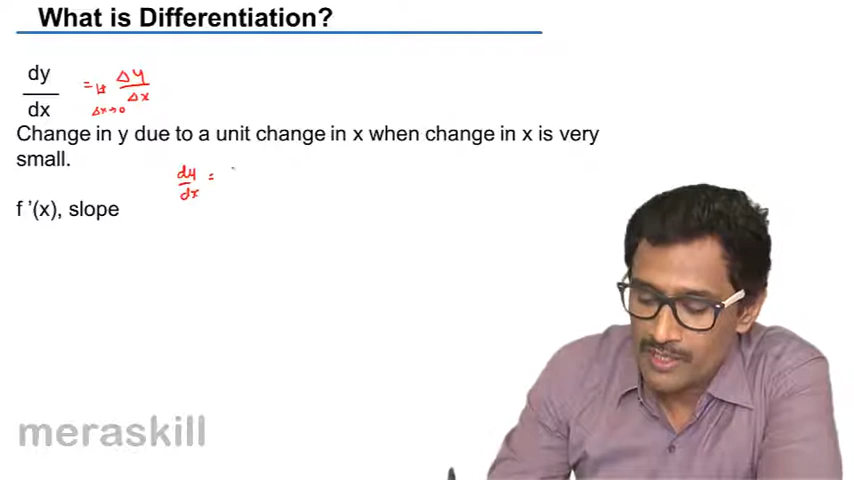 What is Differentiation?
dy
dx
= lt Δy
Δx→0 Δx
Change in y due to a unit change in x when change in x is very
small.
dy
dx =
f '(x), slope
meraskill